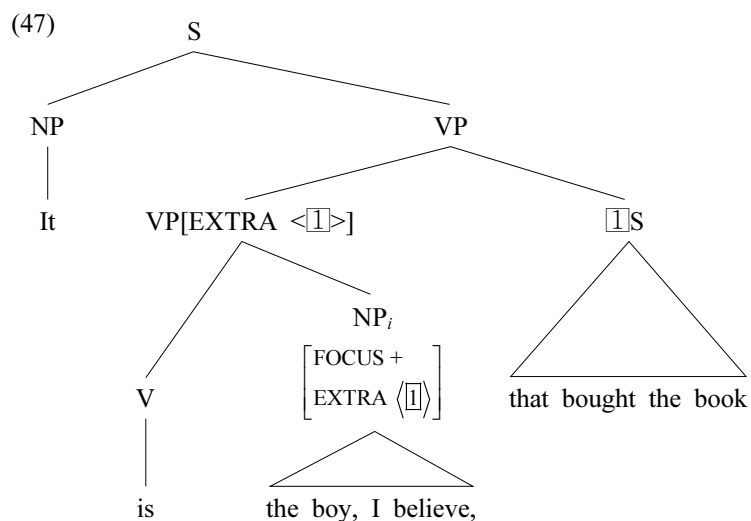 (47)
S
NP VP
It VP[EXTRA <1>] 1S
NPi
FOCUS +
V EXTRA ⟨1⟩ that bought the book
is the boy, I believe,